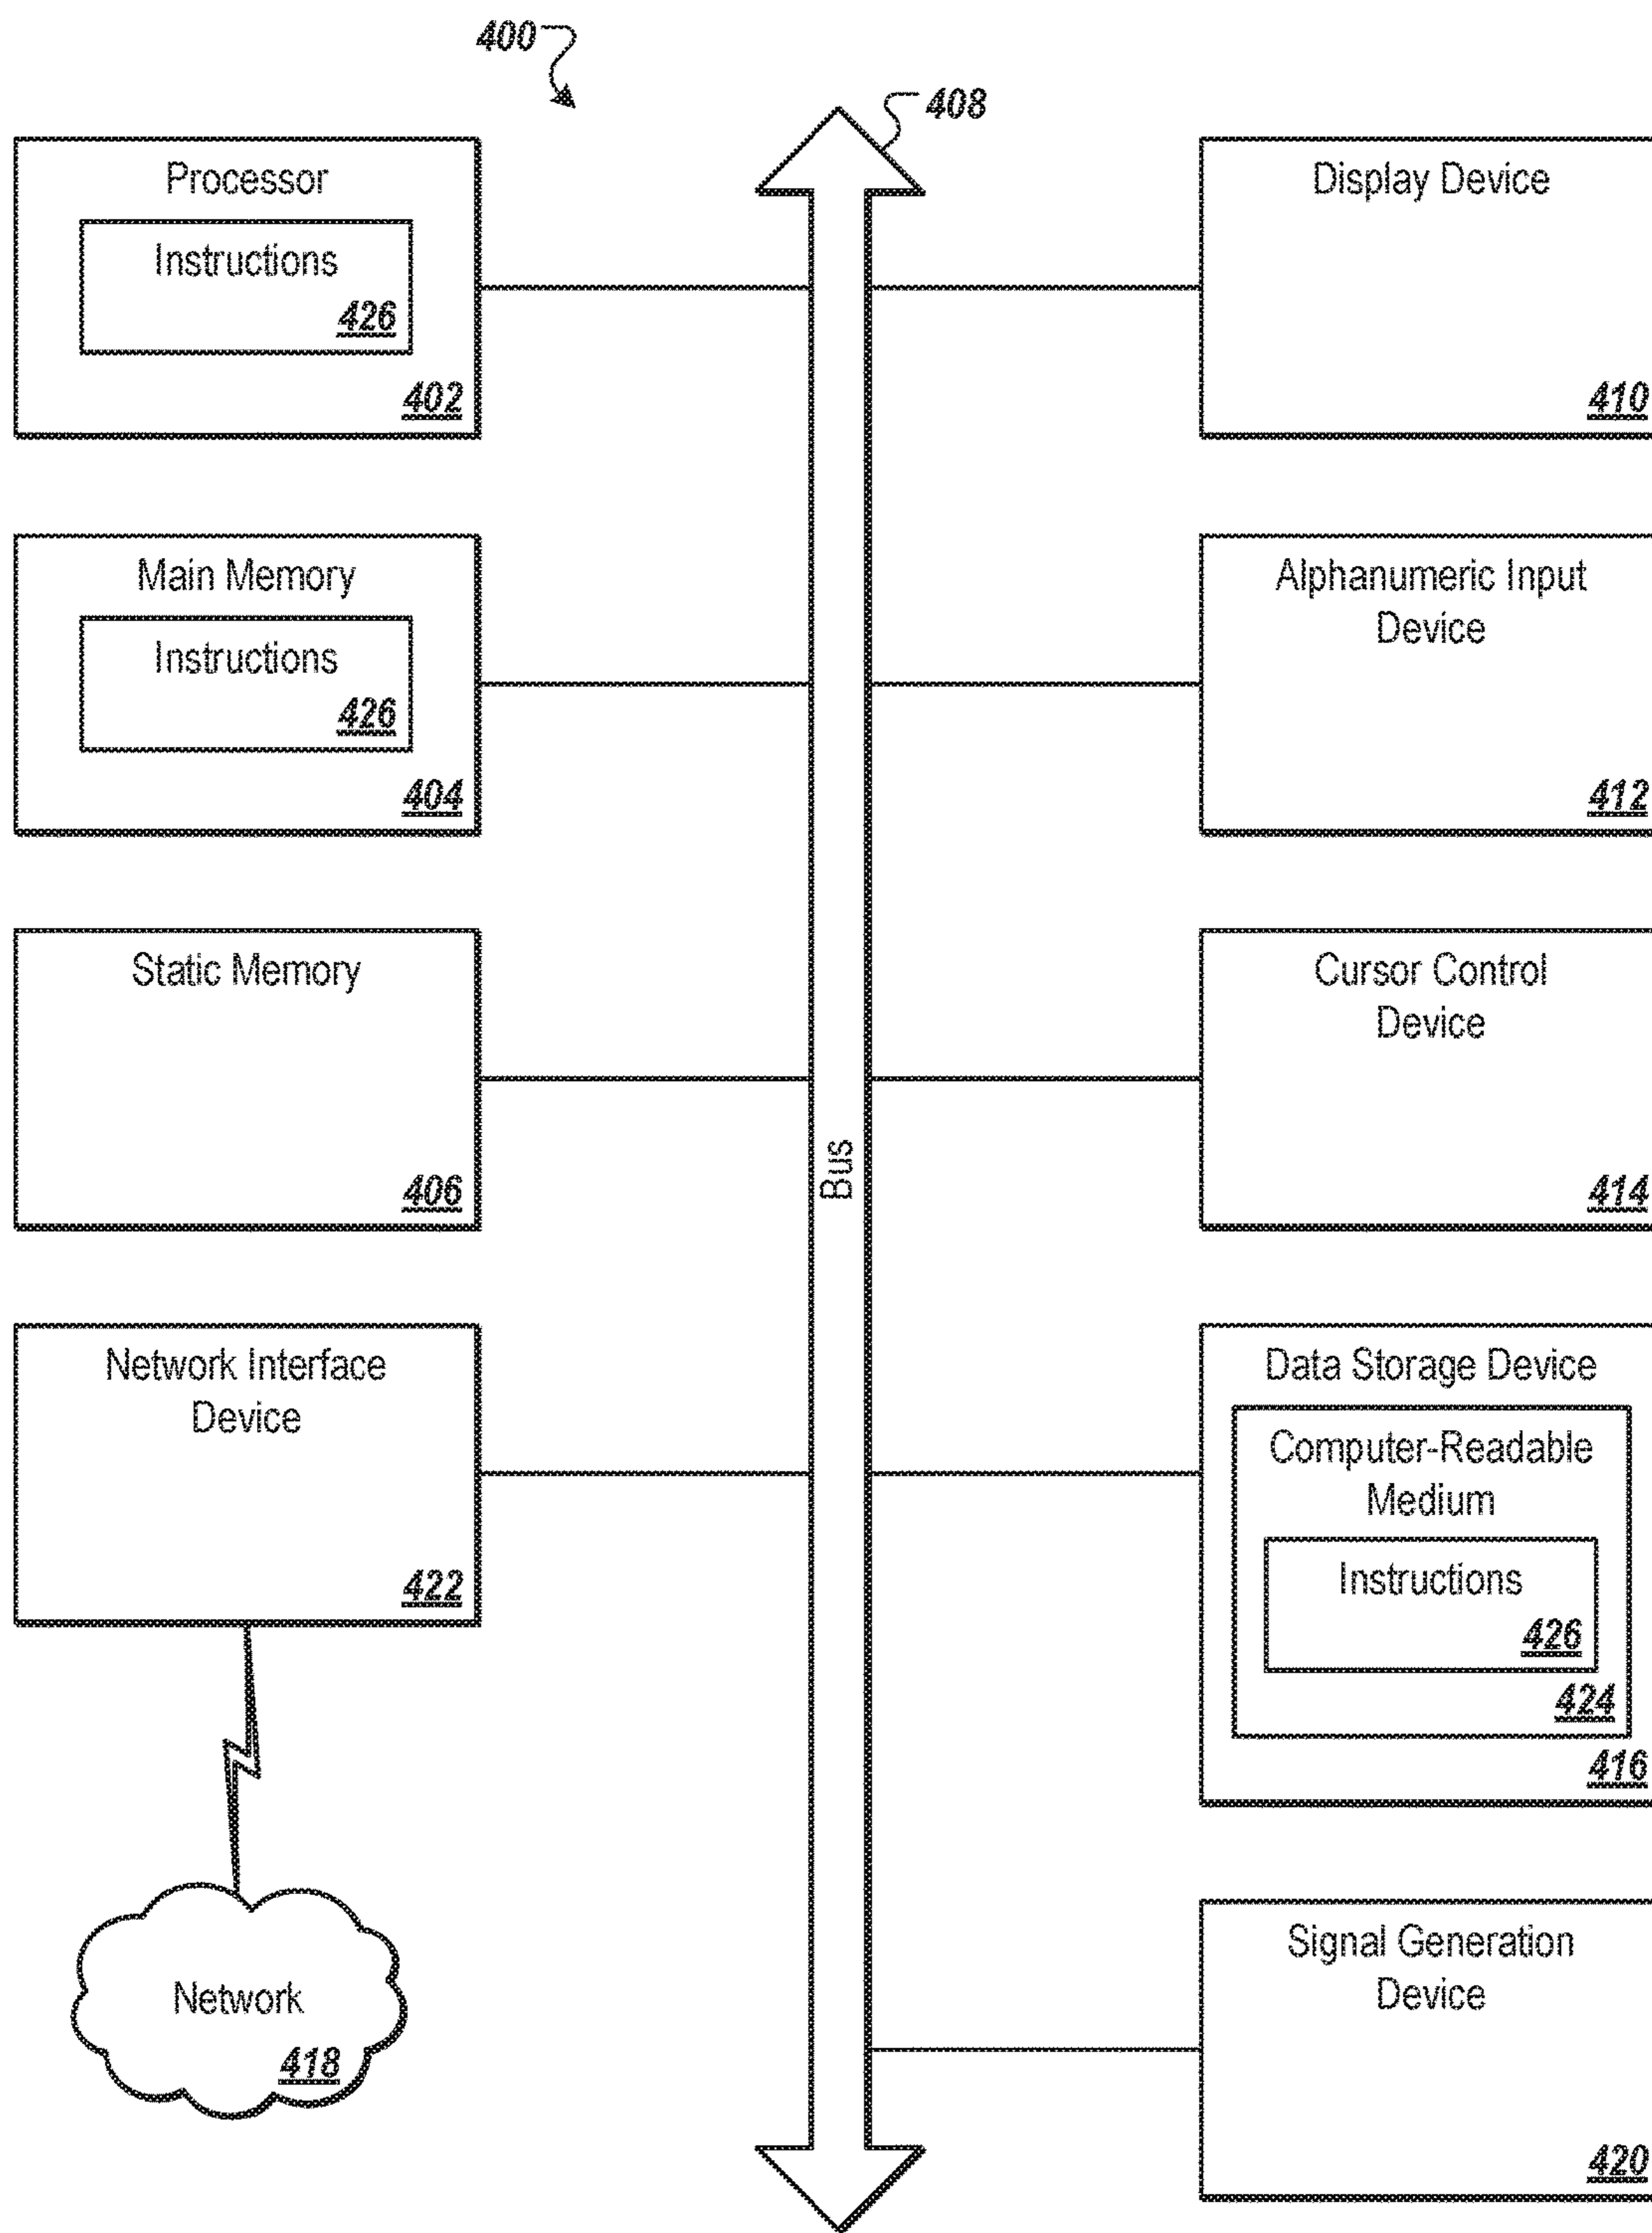 400
408
Processor
Instructions
426
402
Main Memory
Instructions
426
404
Static Memory
406
Network Interface
Device
422
Network
418
Bus
Display Device
410
Alphanumeric Input
Device
412
Cursor Control
Device
414
Data Storage Device
Computer-Readable
Medium
Instructions
426
424
416
Signal Generation
Device
420